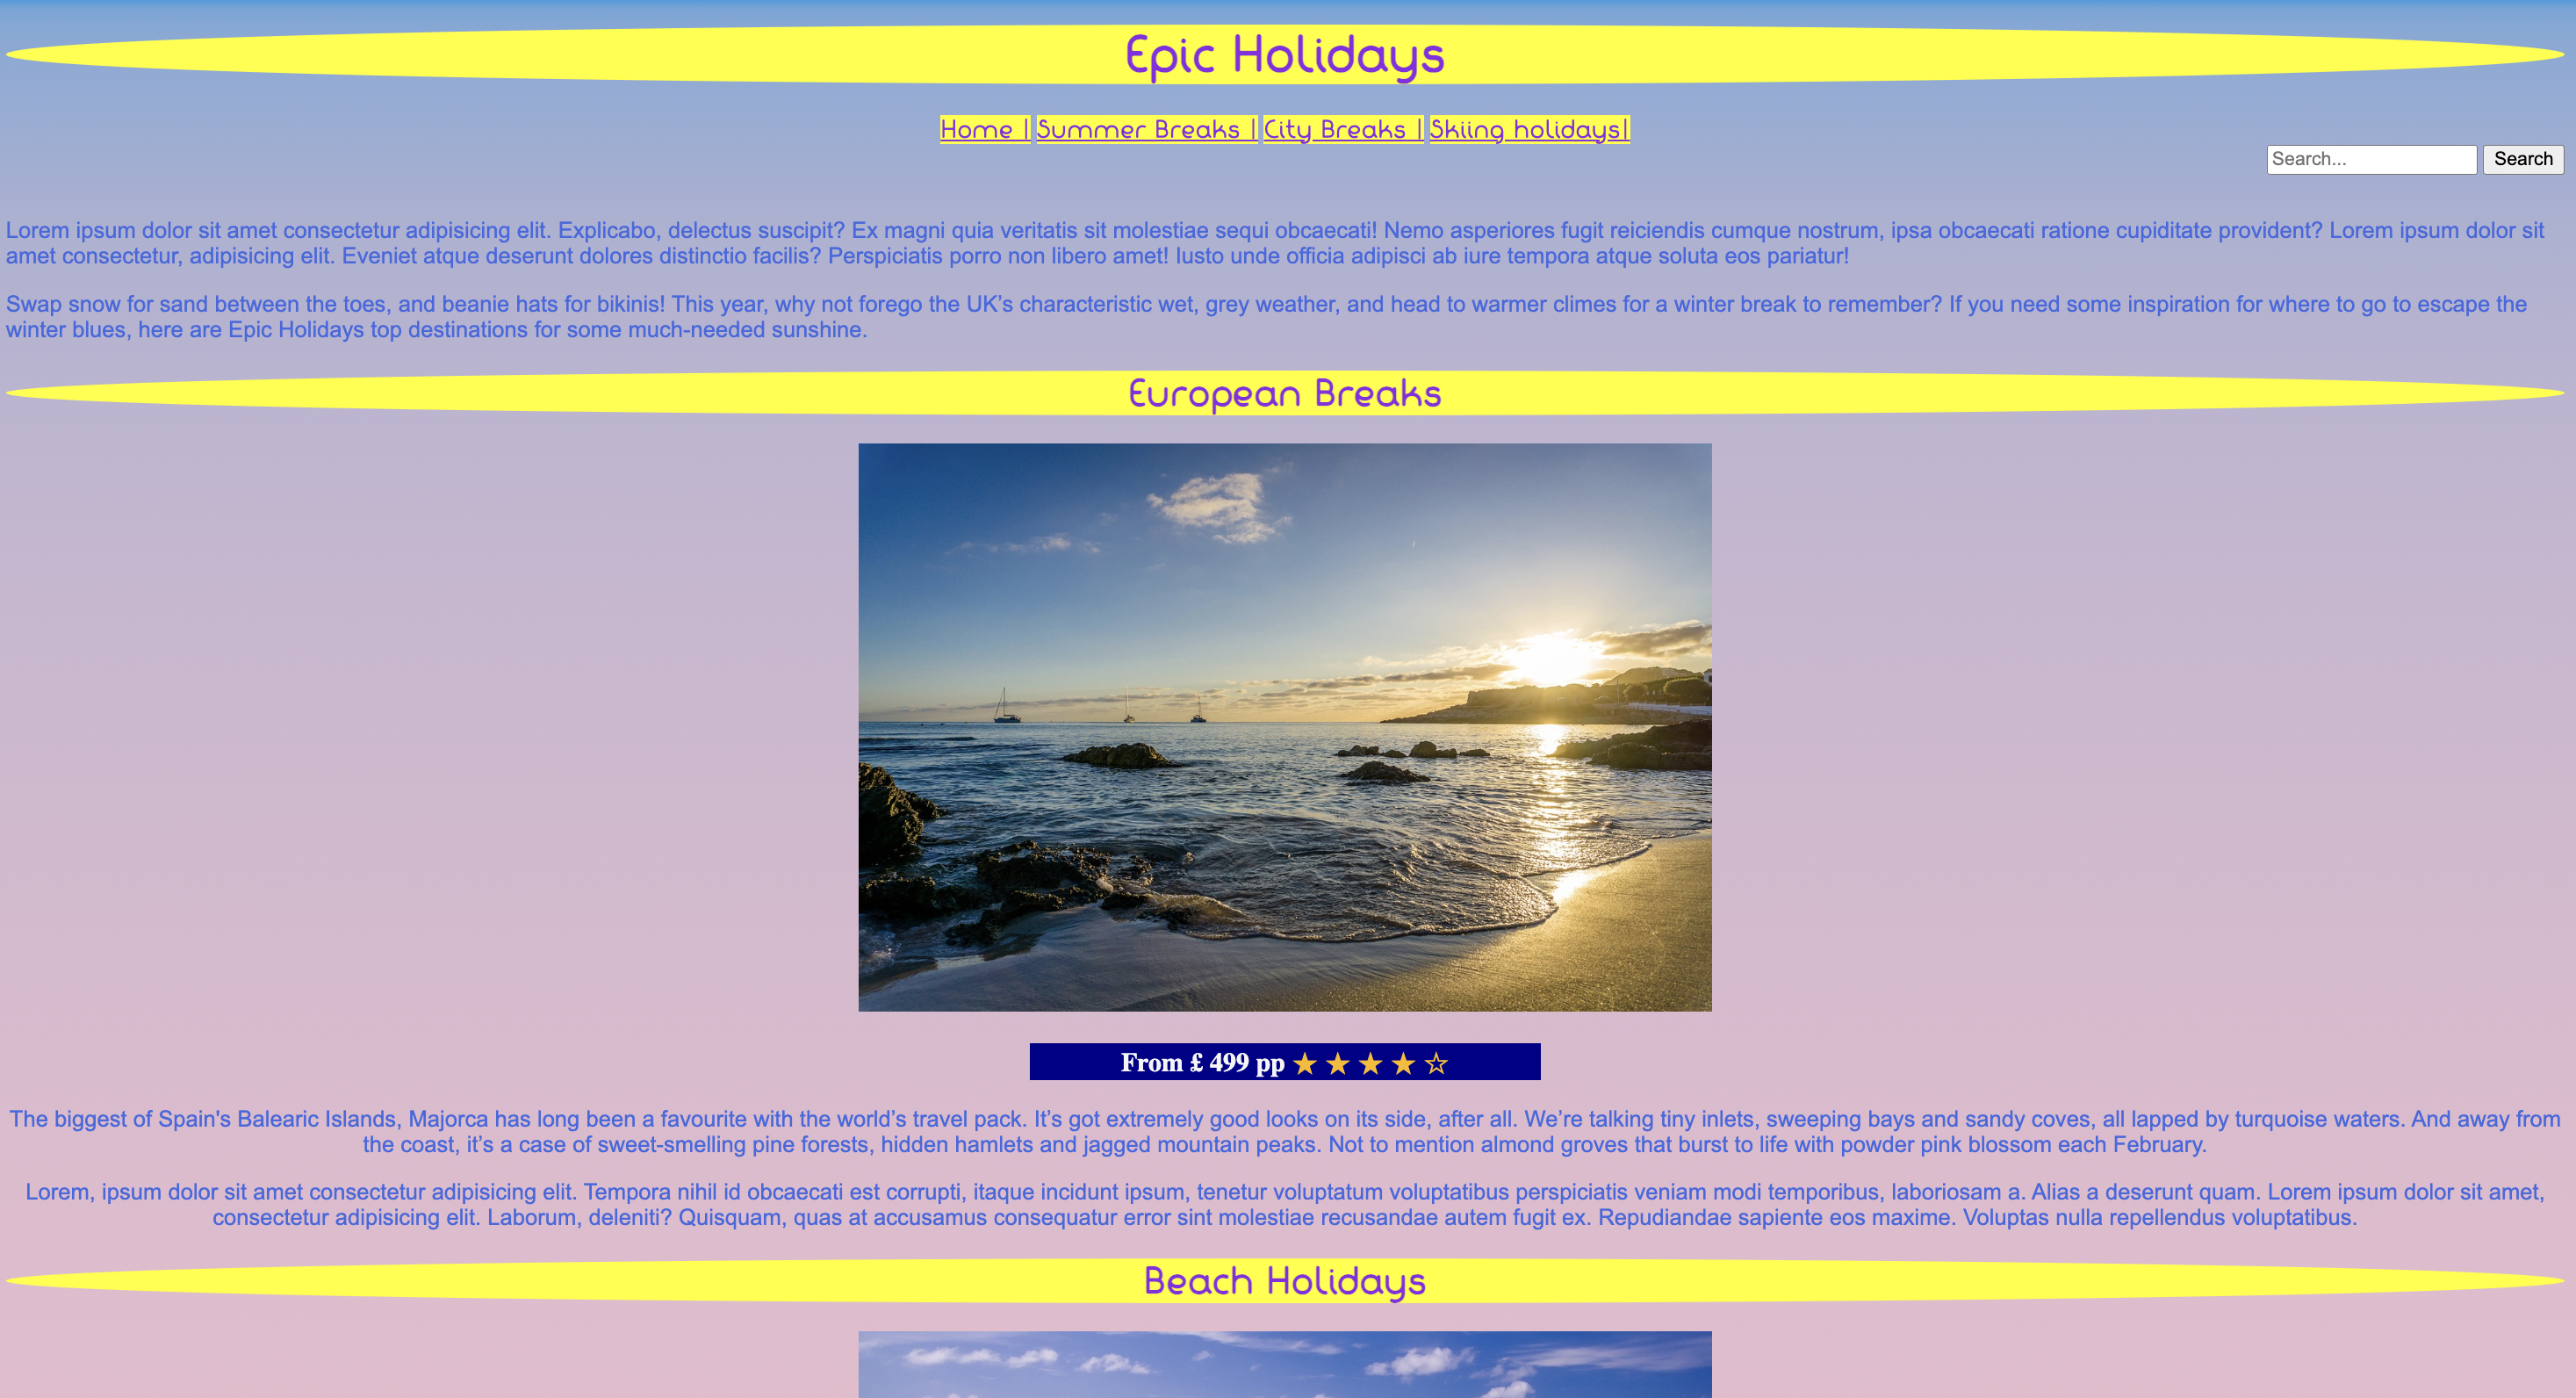 Epic Holidays
Home | Summer Breaks | City Breaks | Skiing holidays|
Search... Search
Lorem ipsum dolor sit amet consectetur adipisicing elit. Explicabo, delectus suscipit? Ex magni quia veritatis sit molestiae sequi obcaecati! Nemo asperiores fugit reiciendis cumque nostrum, ipsa obcaecati ratione cupiditate provident? Lorem ipsum dolor sit
amet consectetur, adipisicing elit. Eveniet atque deserunt dolores distinctio facilis? Perspiciatis porro non libero amet! Iusto unde officia adipisci ab iure tempora atque soluta eos pariatur!
Swap snow for sand between the toes, and beanie hats for bikinis! This year, why not forego the UK’s characteristic wet, grey weather, and head to warmer climes for a winter break to remember? If you need some inspiration for where to go to escape the
winter blues, here are Epic Holidays top destinations for some much-needed sunshine.
European Breaks
From £ 499 pp ★ ★ ★ ★ ☆
The biggest of Spain's Balearic Islands, Majorca has long been a favourite with the world’s travel pack. It’s got extremely good looks on its side, after all. We’re talking tiny inlets, sweeping bays and sandy coves, all lapped by turquoise waters. And away from
the coast, it’s a case of sweet-smelling pine forests, hidden hamlets and jagged mountain peaks. Not to mention almond groves that burst to life with powder pink blossom each February.
Lorem, ipsum dolor sit amet consectetur adipisicing elit. Tempora nihil id obcaecati est corrupti, itaque incidunt ipsum, tenetur voluptatum voluptatibus perspiciatis veniam modi temporibus, laboriosam a. Alias a deserunt quam. Lorem ipsum dolor sit amet,
consectetur adipisicing elit. Laborum, deleniti? Quisquam, quas at accusamus consequatur error sint molestiae recusandae autem fugit ex. Repudiandae sapiente eos maxime. Voluptas nulla repellendus voluptatibus.
Beach Holidays